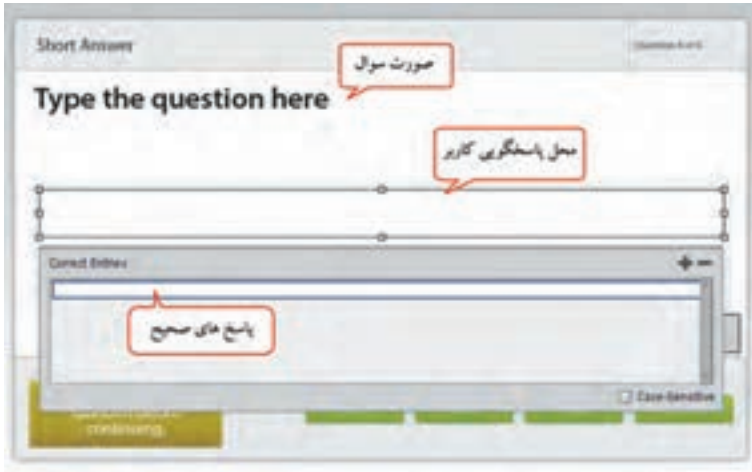 Short Answer
صورت سوال
Type the question here
محل پاسخگویی کاربر
Correct Entries
پاسخ های صحیح
Case-Sensitive
continuing.